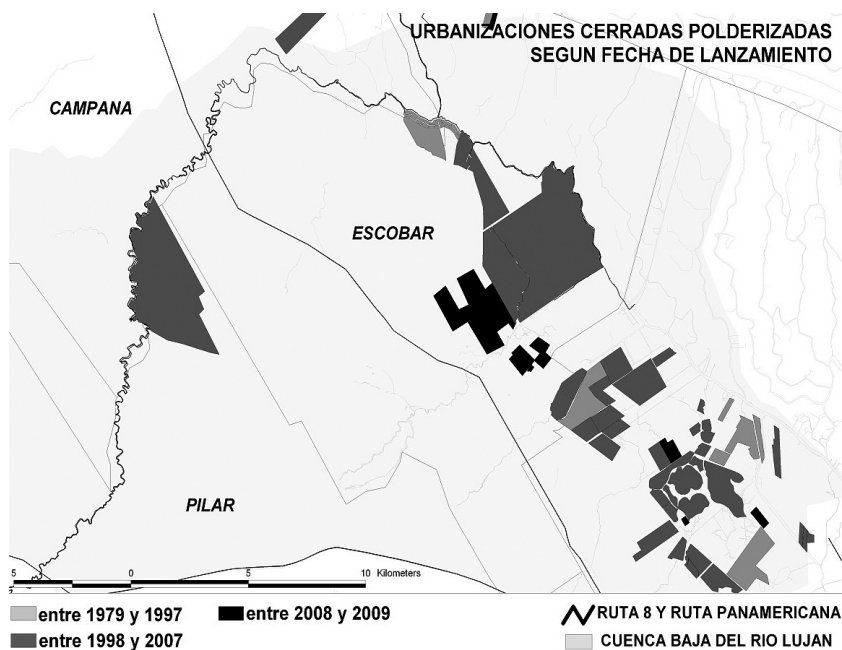 URBANIZACIONES CERRADAS POLDERIZADAS
SEGUN FECHA DE LANZAMIENTO
CAMPANA
ESCOBAR
PILAR
5 0 5 10 Kilometers
entre 1979 y 1997
entre 2008 y 2009
RUTA 8 Y RUTA PANAMERICANA
entre 1998 y 2007
CUENCA BAJA DEL RIO LUJAN